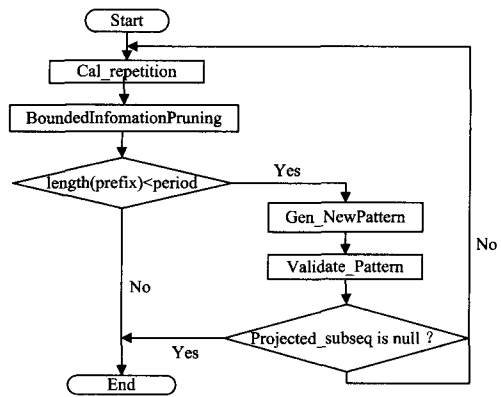 Start
Cal_repetition
BoundedInfomationPruning
length(prefix)<period
Yes
Gen_NewPattern
No
Validate_Pattern
No
Projected_subseq is null ?
Yes
End